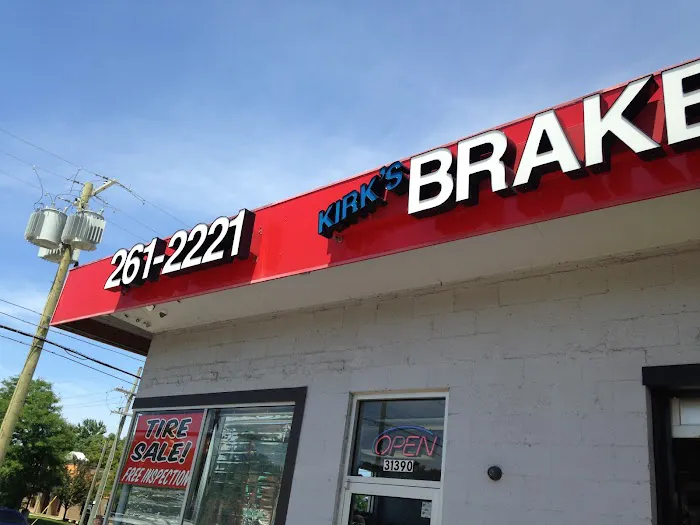 261-2221 KIRK'S BRAKE
TIRE
SALE!
FREE INSPECTION
OPEN
31390